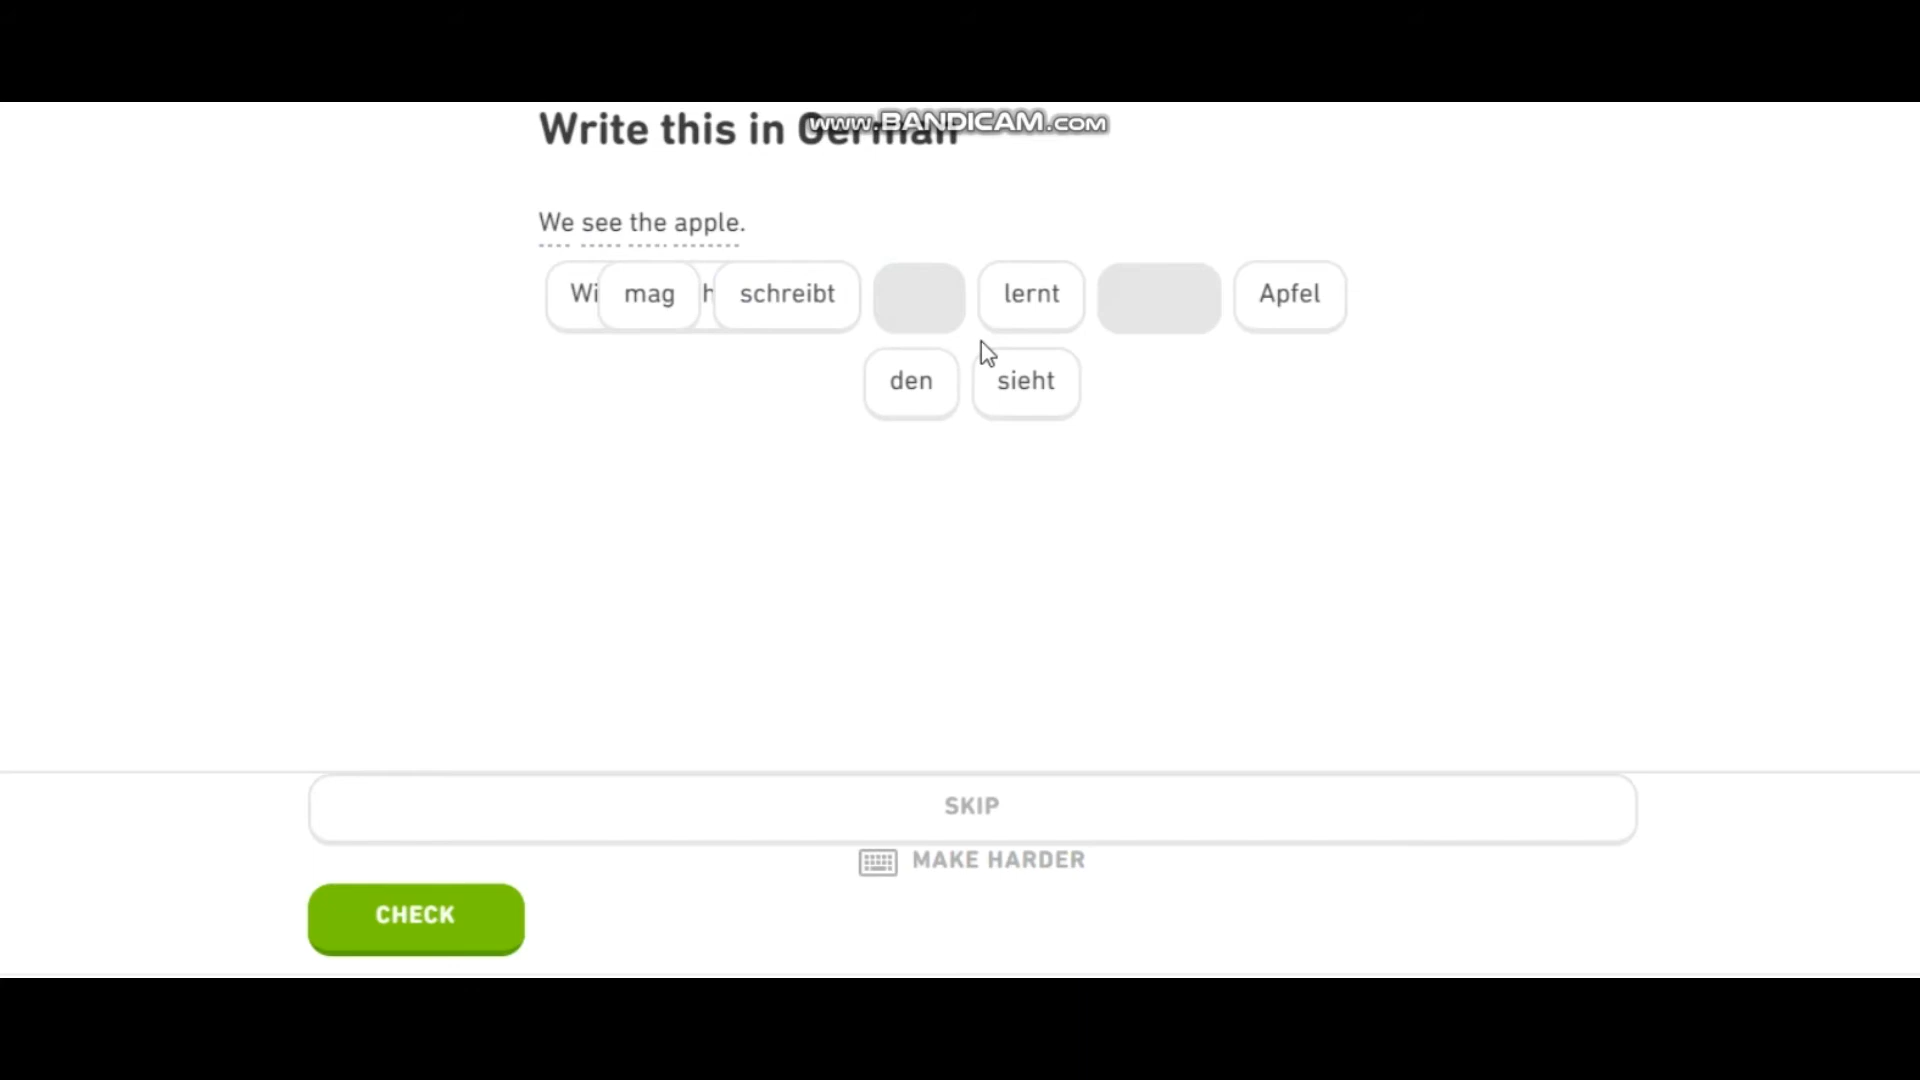 www.BANDICAM.com
Write this in German
We see the apple.
mag schreibt lernt Apfel
den sieht
SKIP
MAKE HARDER
CHECK